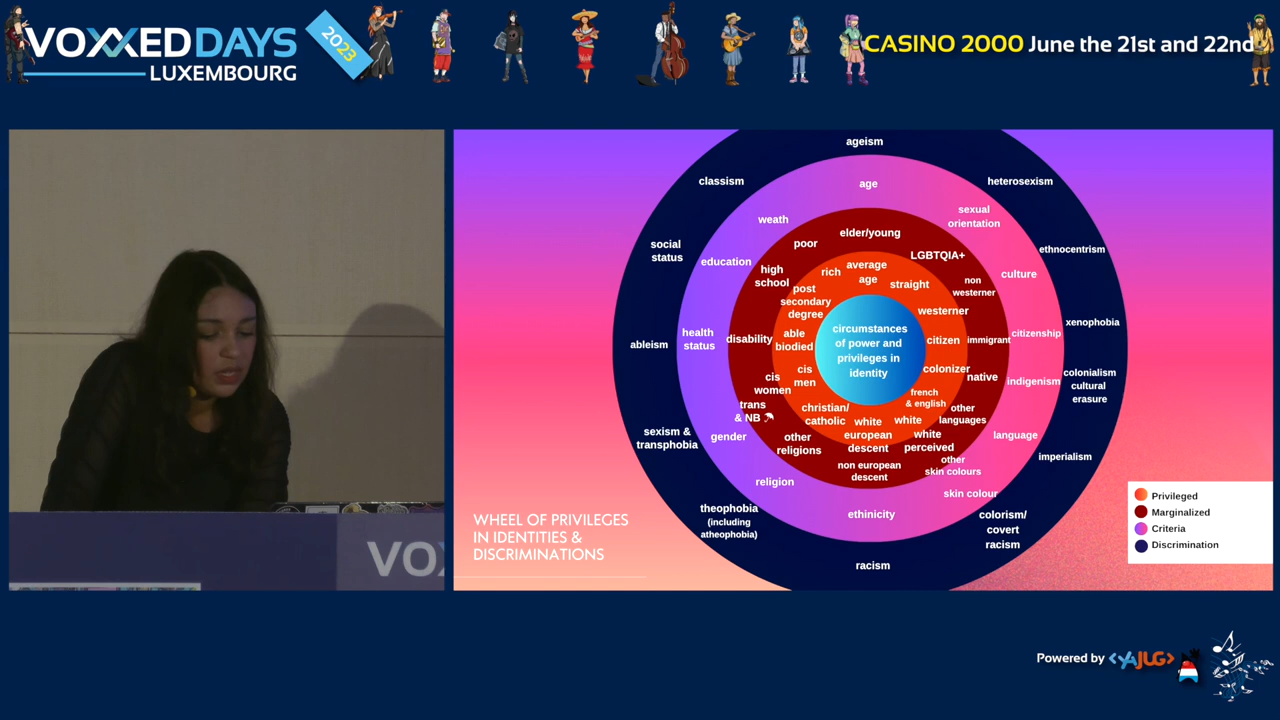 VOXXED DAYS
LUXEMBOURG
2023
CASINO 2000 June the 21st and 22nd
ageism
classism
heterosexism
age
weath
sexual
orientation
social
status
elder/young
poor
ethnocentrism
education
LGBTQIA+
high
school
rich
average
age
straight
culture
non
westerner
post
secondary
degree
westerner
xenophobia
health
status
ableism
disability
able
biodied
circumstances
of power and
privileges in
identity
citizen
immigrant
citizenship
cis
men
colonizer
native
indigenism
colonialism
cultural
erasure
cis
women
french
& english
trans
& NB ☂
christian/
catholic
white
european
descent
white
other
languages
gender
other
religions
white
perceived
language
sexism &
transphobia
non european
descent
other
skin colours
imperialism
religion
skin colour
theophobia
(including
atheophobia)
ethinicity
colorism/
covert
racism
racism
WHEEL OF PRIVILEGES
IN IDENTITIES &
DISCRIMINATIONS
Privileged
Marginalized
Criteria
Discrimination
VO
Powered by <YAJUG>